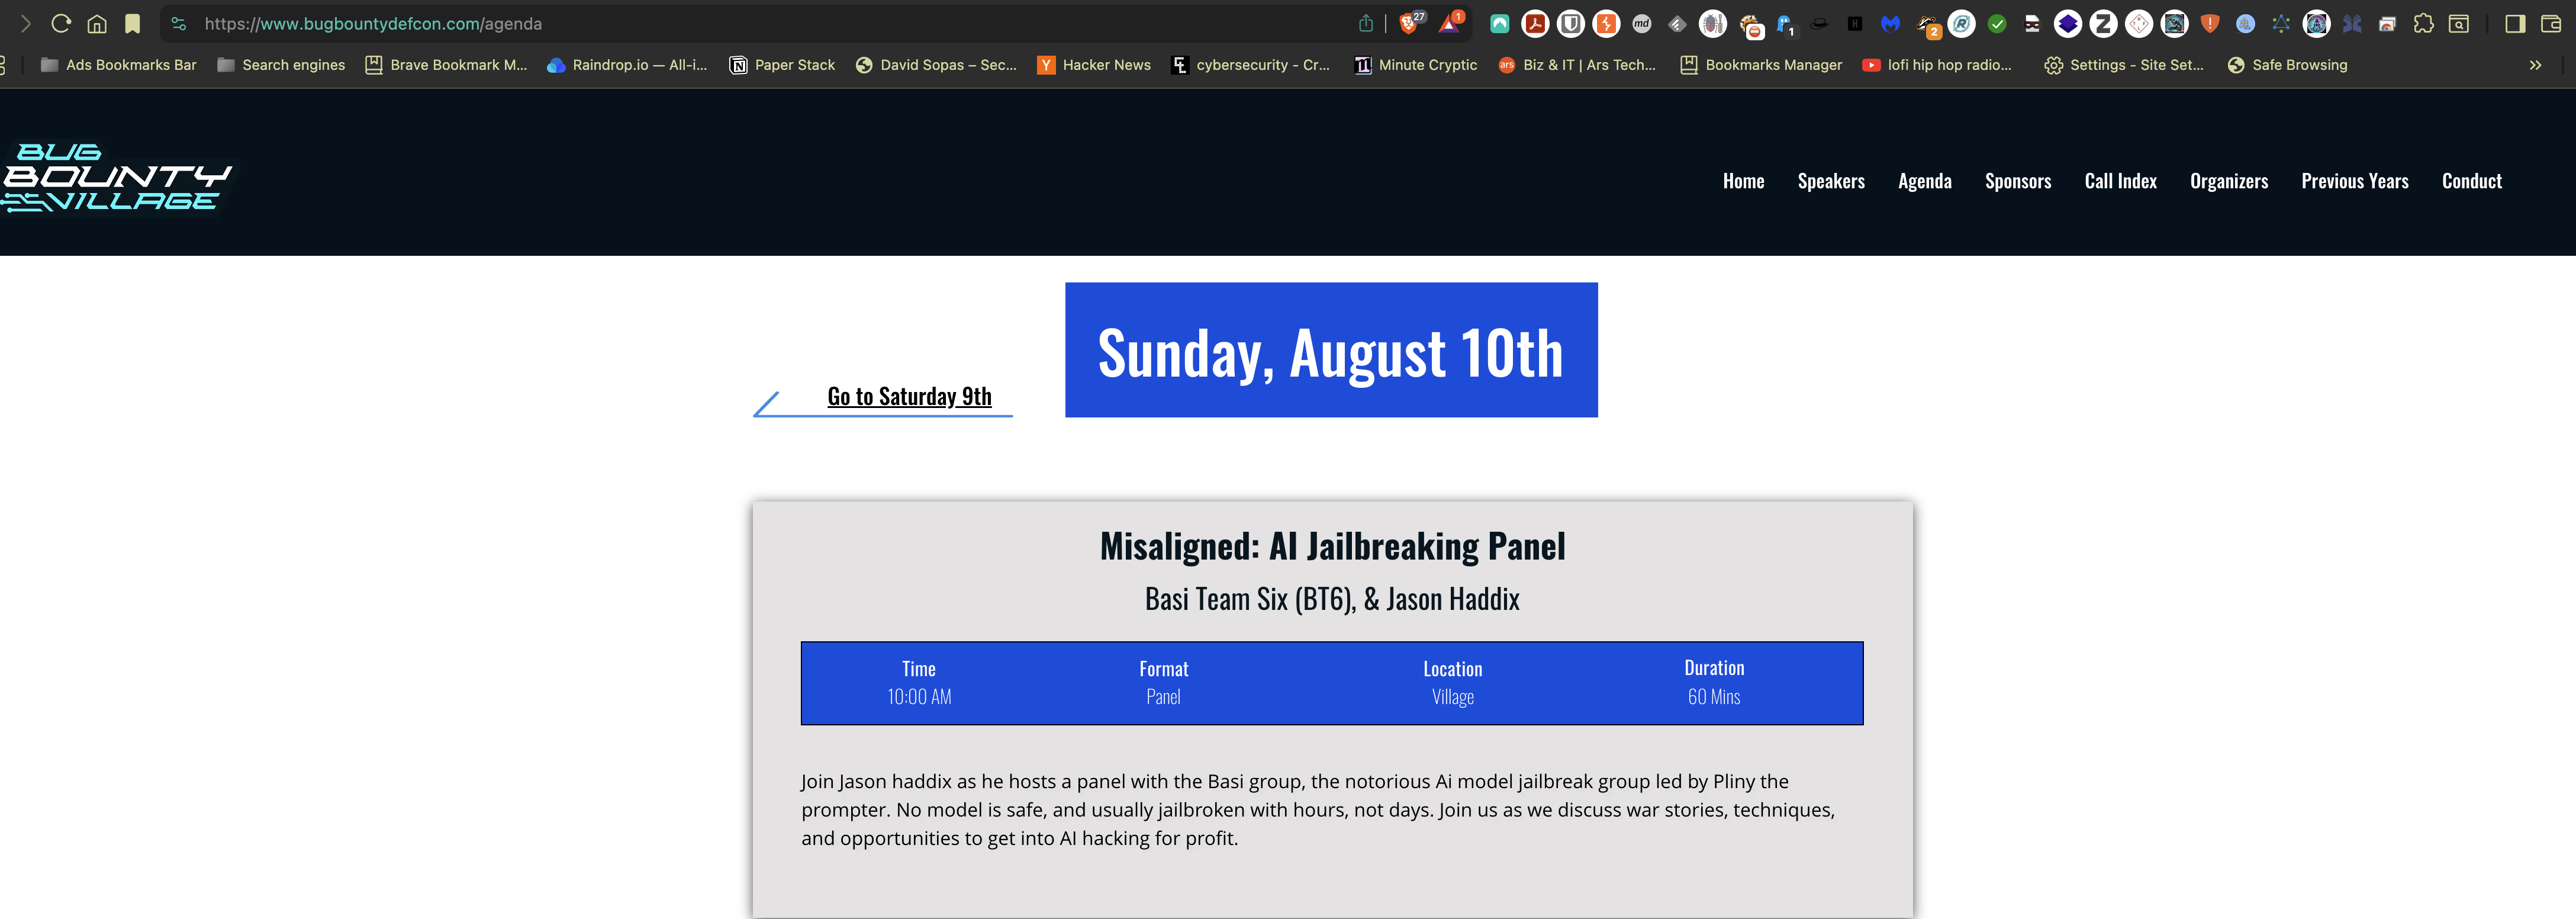 https://www.bugbountydefcon.com/agenda
27
1
md
1
H
2
Z
Ads Bookmarks Bar
Search engines
Brave Bookmark M...
Raindrop.io — All-i...
Paper Stack
David Sopas – Sec...
Y
Hacker News
cybersecurity - Cr...
Minute Cryptic
ars
Biz & IT | Ars Tech...
Bookmarks Manager
lofi hip hop radio...
Settings - Site Set...
Safe Browsing
BUG
BOUNTY
VILLAGE
Home
Speakers
Agenda
Sponsors
Call Index
Organizers
Previous Years
Conduct
Go to Saturday 9th
Sunday, August 10th
Misaligned: AI Jailbreaking Panel
Basi Team Six (BT6), & Jason Haddix
Time
10:00 AM
Format
Panel
Location
Village
Duration
60 Mins
Join Jason haddix as he hosts a panel with the Basi group, the notorious Ai model jailbreak group led by Pliny the
prompter. No model is safe, and usually jailbroken with hours, not days. Join us as we discuss war stories, techniques,
and opportunities to get into AI hacking for profit.